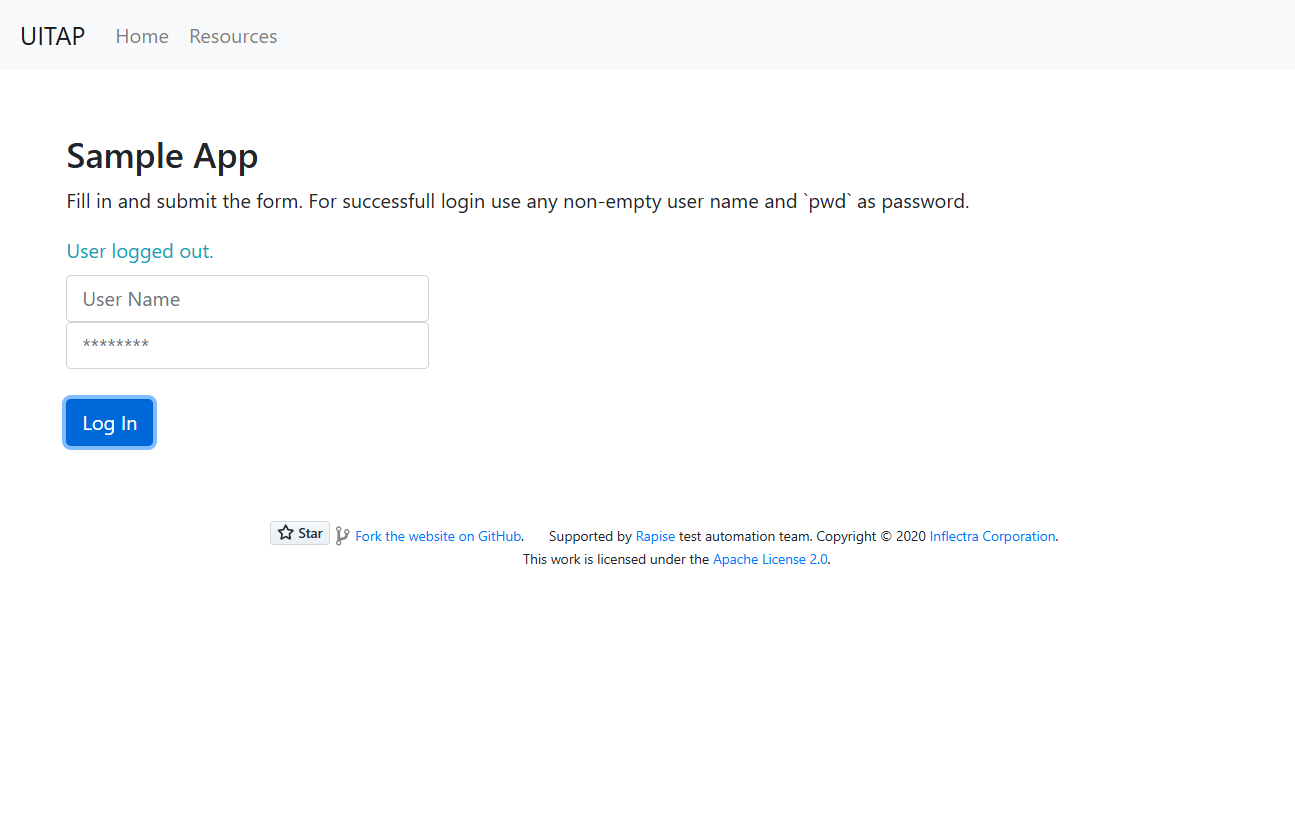 UITAP Home Resources
Sample App
Fill in and submit the form. For successfull login use any non-empty user name and `pwd` as password.
User logged out.
User Name
********
Log In
Star Fork the website on GitHub. Supported by Rapise test automation team. Copyright © 2020 Inflectra Corporation.
This work is licensed under the Apache License 2.0.